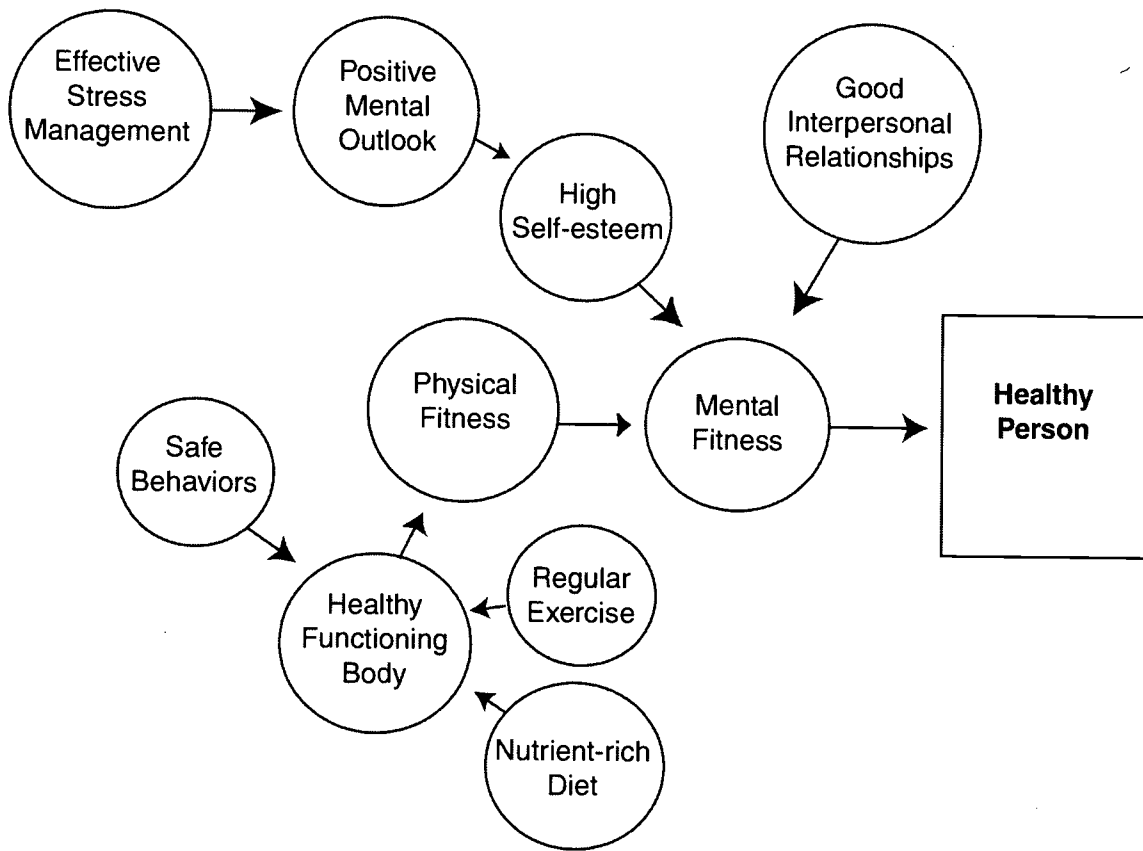 Effective
Stress
Management
Positive
Mental
Outlook
High
Self-esteem
Good
Interpersonal
Relationships
Physical
Fitness
Mental
Fitness
Healthy
Person
Safe
Behaviors
Healthy
Functioning
Body
Regular
Exercise
Nutrient-rich
Diet